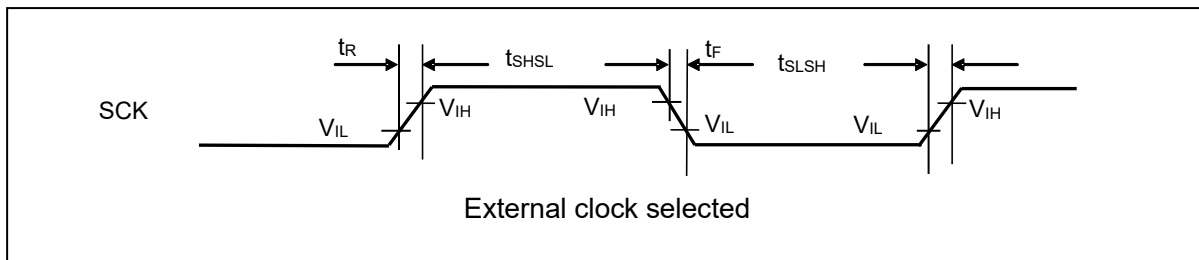 tR tSHSL tF tSLSH
SCK VIL VIH VIH VIL VIL VIH
External clock selected